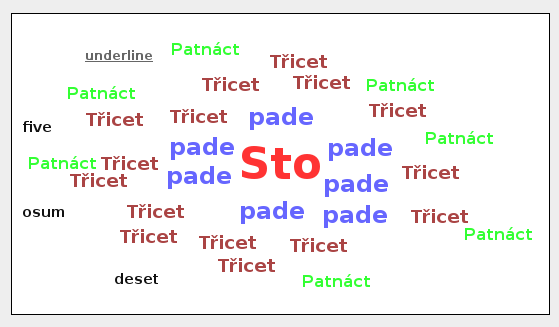 Patnáct
underline
Třicet
Třicet Třicet Patnáct
Patnáct
Třicet Třicet pade Třicet
five
Patnáct
pade Sto pade
Patnáct Třicet
Třicet pade pade Třicet
osum Třicet pade pade Třicet
Třicet Třicet Třicet Patnáct
Třicet
deset Patnáct